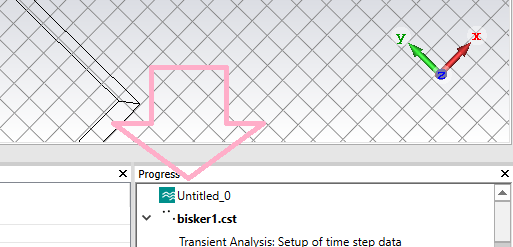 y
x
z
Progress
Untitled_0
bisker1.cst
Transient Analysis: Setup of time step data